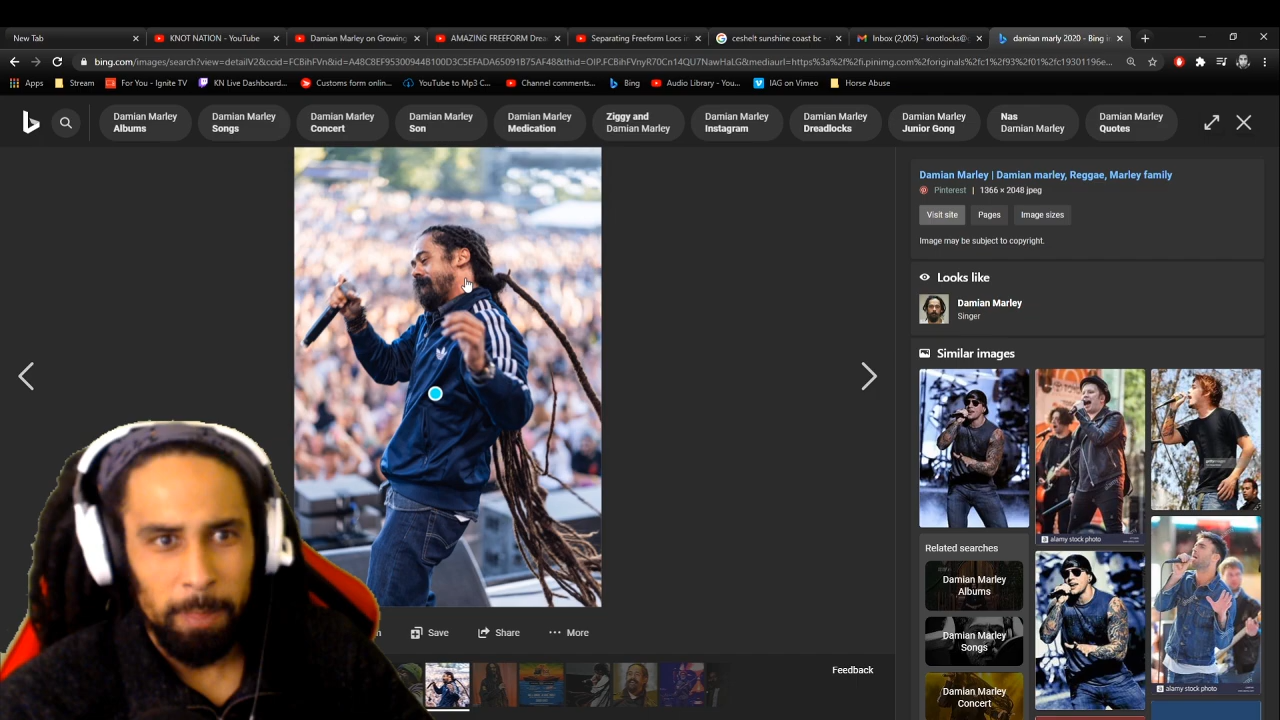 New Tab
KNOT NATION - YouTube
Damian Marley on Growing
AMAZING FREEFORM Drea
Separating Freeform Locs in
ceshelt sunshine coast bc -
Inbox (2,005) - knotlocks@
damian marly 2020 - Bing i
bing.com/images/search?view=detailV2&ccid=FCBihFVn&id=A48C8EF953009448100D3C5EFADA65091B75AF48&thid=OIP.FCBihFVnyR70Cn14QU7NawHaLG&mediaurl=https%3a%2f%2fi.pinimg.com%2foriginals%2fc1%2f93%2f01%2fc19301196e...
Apps
Stream
For You - Ignite TV
KN Live Dashboard...
Customs form onlin...
YouTube to Mp3 C...
Channel comments...
Bing
Audio Library - You...
IAG on Vimeo
Horse Abuse
Damian Marley
Albums
Damian Marley
Songs
Damian Marley
Concert
Damian Marley
Son
Damian Marley
Medication
Ziggy and
Damian Marley
Damian Marley
Instagram
Damian Marley
Dreadlocks
Damian Marley
Junior Gong
Nas
Damian Marley
Damian Marley
Quotes
Damian Marley | Damian marley, Reggae, Marley family
Pinterest | 1366 × 2048 jpeg
Visit site
Pages
Image sizes
Image may be subject to copyright.
Looks like
Damian Marley
Singer
Similar images
alamy stock photo
Related searches
Damian Marley
Albums
Damian Marley
Songs
Damian Marley
Concert
alamy stock photo
Save
Share
More
Feedback